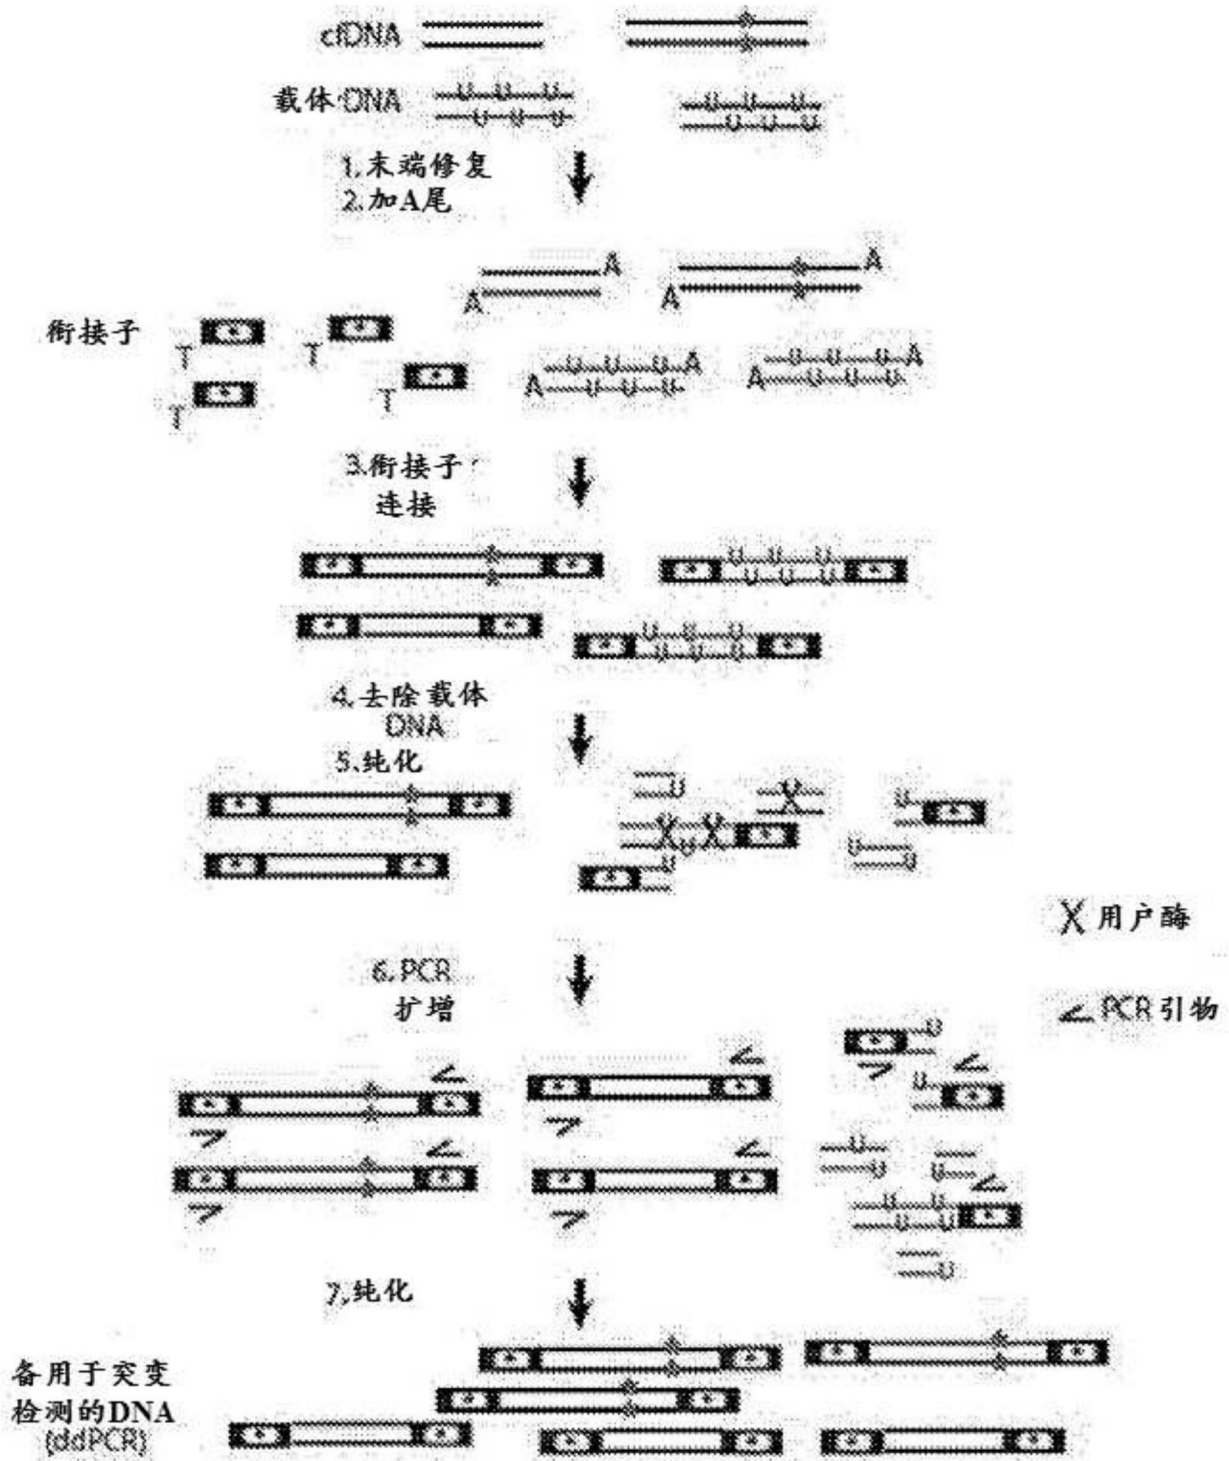 cfDNA
载体DNA
U U U
U U U
U U U
U U U
1.末端修复
2.加A尾
A
A
A
A
衔接子
T
T
T
T
U U U A
A U U U
U U U A
A U U U
3.衔接子
连接
U U U
U U U
U U U
U U U
4.去除载体
DNA
5.纯化
U
U
U
U
U
U
U
U
X 用户酶
6.PCR
扩增
PCR引物
U
U
U
U
U
U
U U
U U
U
7.纯化
备用于突变
检测的DNA
(ddPCR)